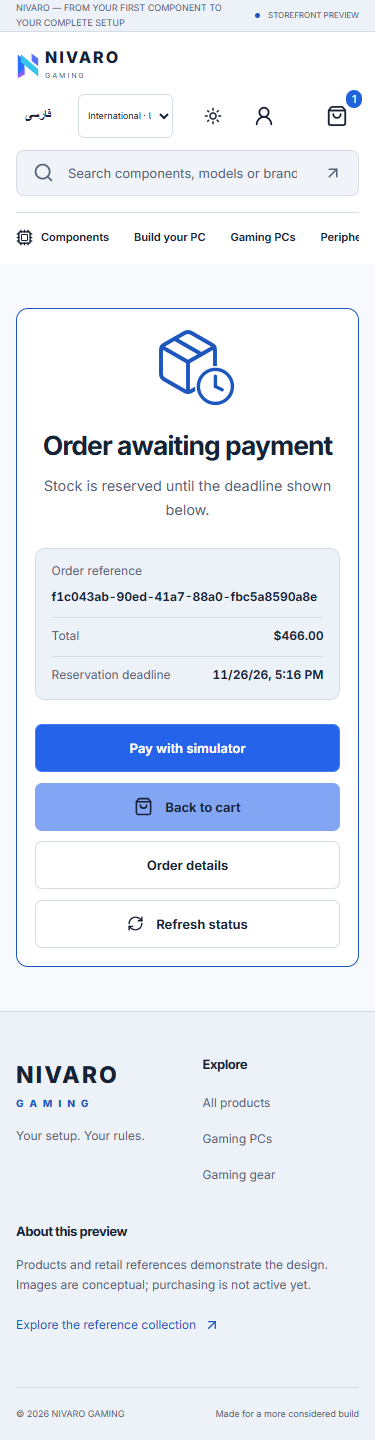 NIVARO — FROM YOUR FIRST COMPONENT TO
YOUR COMPLETE SETUP
STOREFRONT PREVIEW
NIVARO
GAMING
فارسی
International · 
1
Search components, models or brand
Components
Build your PC
Gaming PCs
Periphe
Order awaiting payment
Stock is reserved until the deadline shown
below.
Order reference
f1c043ab-90ed-41a7-88a0-fbc5a8590a8e
Total
$466.00
Reservation deadline
11/26/26, 5:16 PM
Pay with simulator
Back to cart
Order details
Refresh status
NIVARO
GAMING
Your setup. Your rules.
Explore
All products
Gaming PCs
Gaming gear
About this preview
Products and retail references demonstrate the design.
Images are conceptual; purchasing is not active yet.
Explore the reference collection
© 2026 NIVARO GAMING
Made for a more considered build